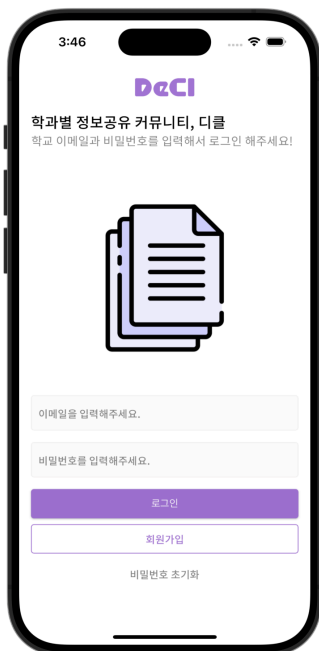 3:46
DeCl
학과별 정보공유 커뮤니티, 디클
학교 이메일과 비밀번호를 입력해서 로그인 해주세요!
이메일을 입력해주세요.
비밀번호를 입력해주세요.
로그인
회원가입
비밀번호 초기화